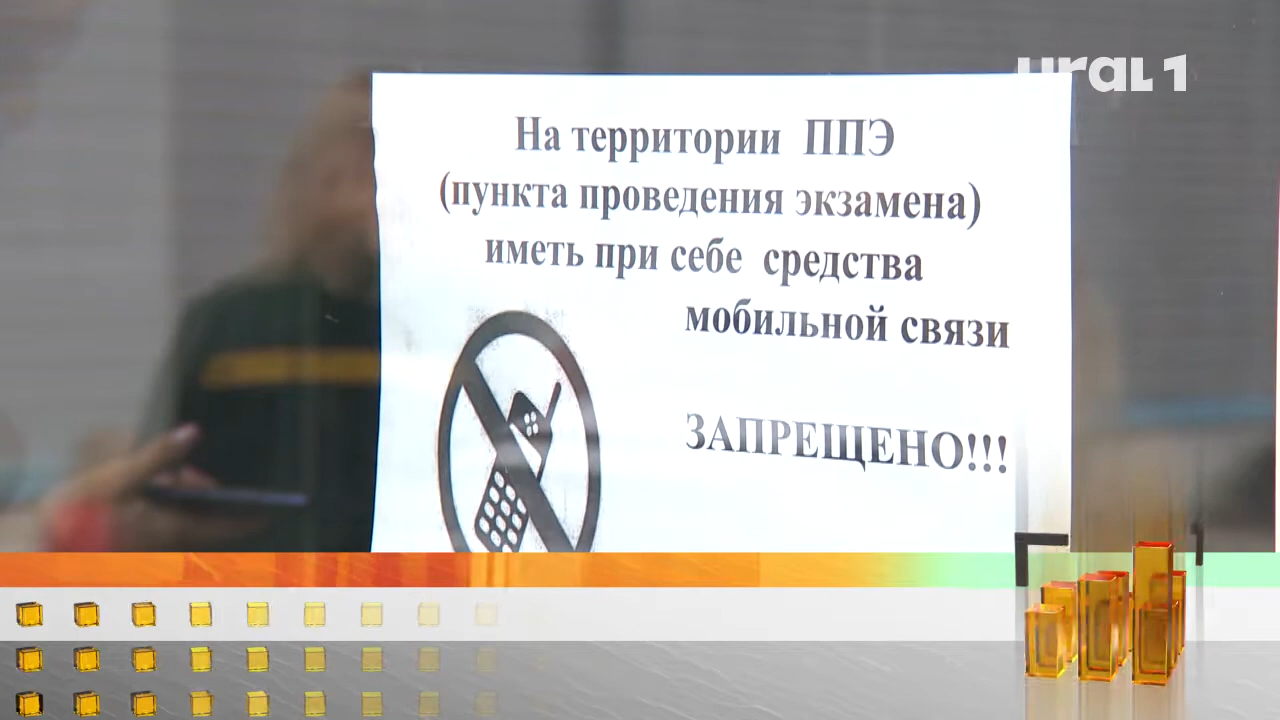 ural 1
На территории ППЭ
(пункта проведения экзамена)
иметь при себе средства
мобильной связи
ЗАПРЕЩЕНО!!!